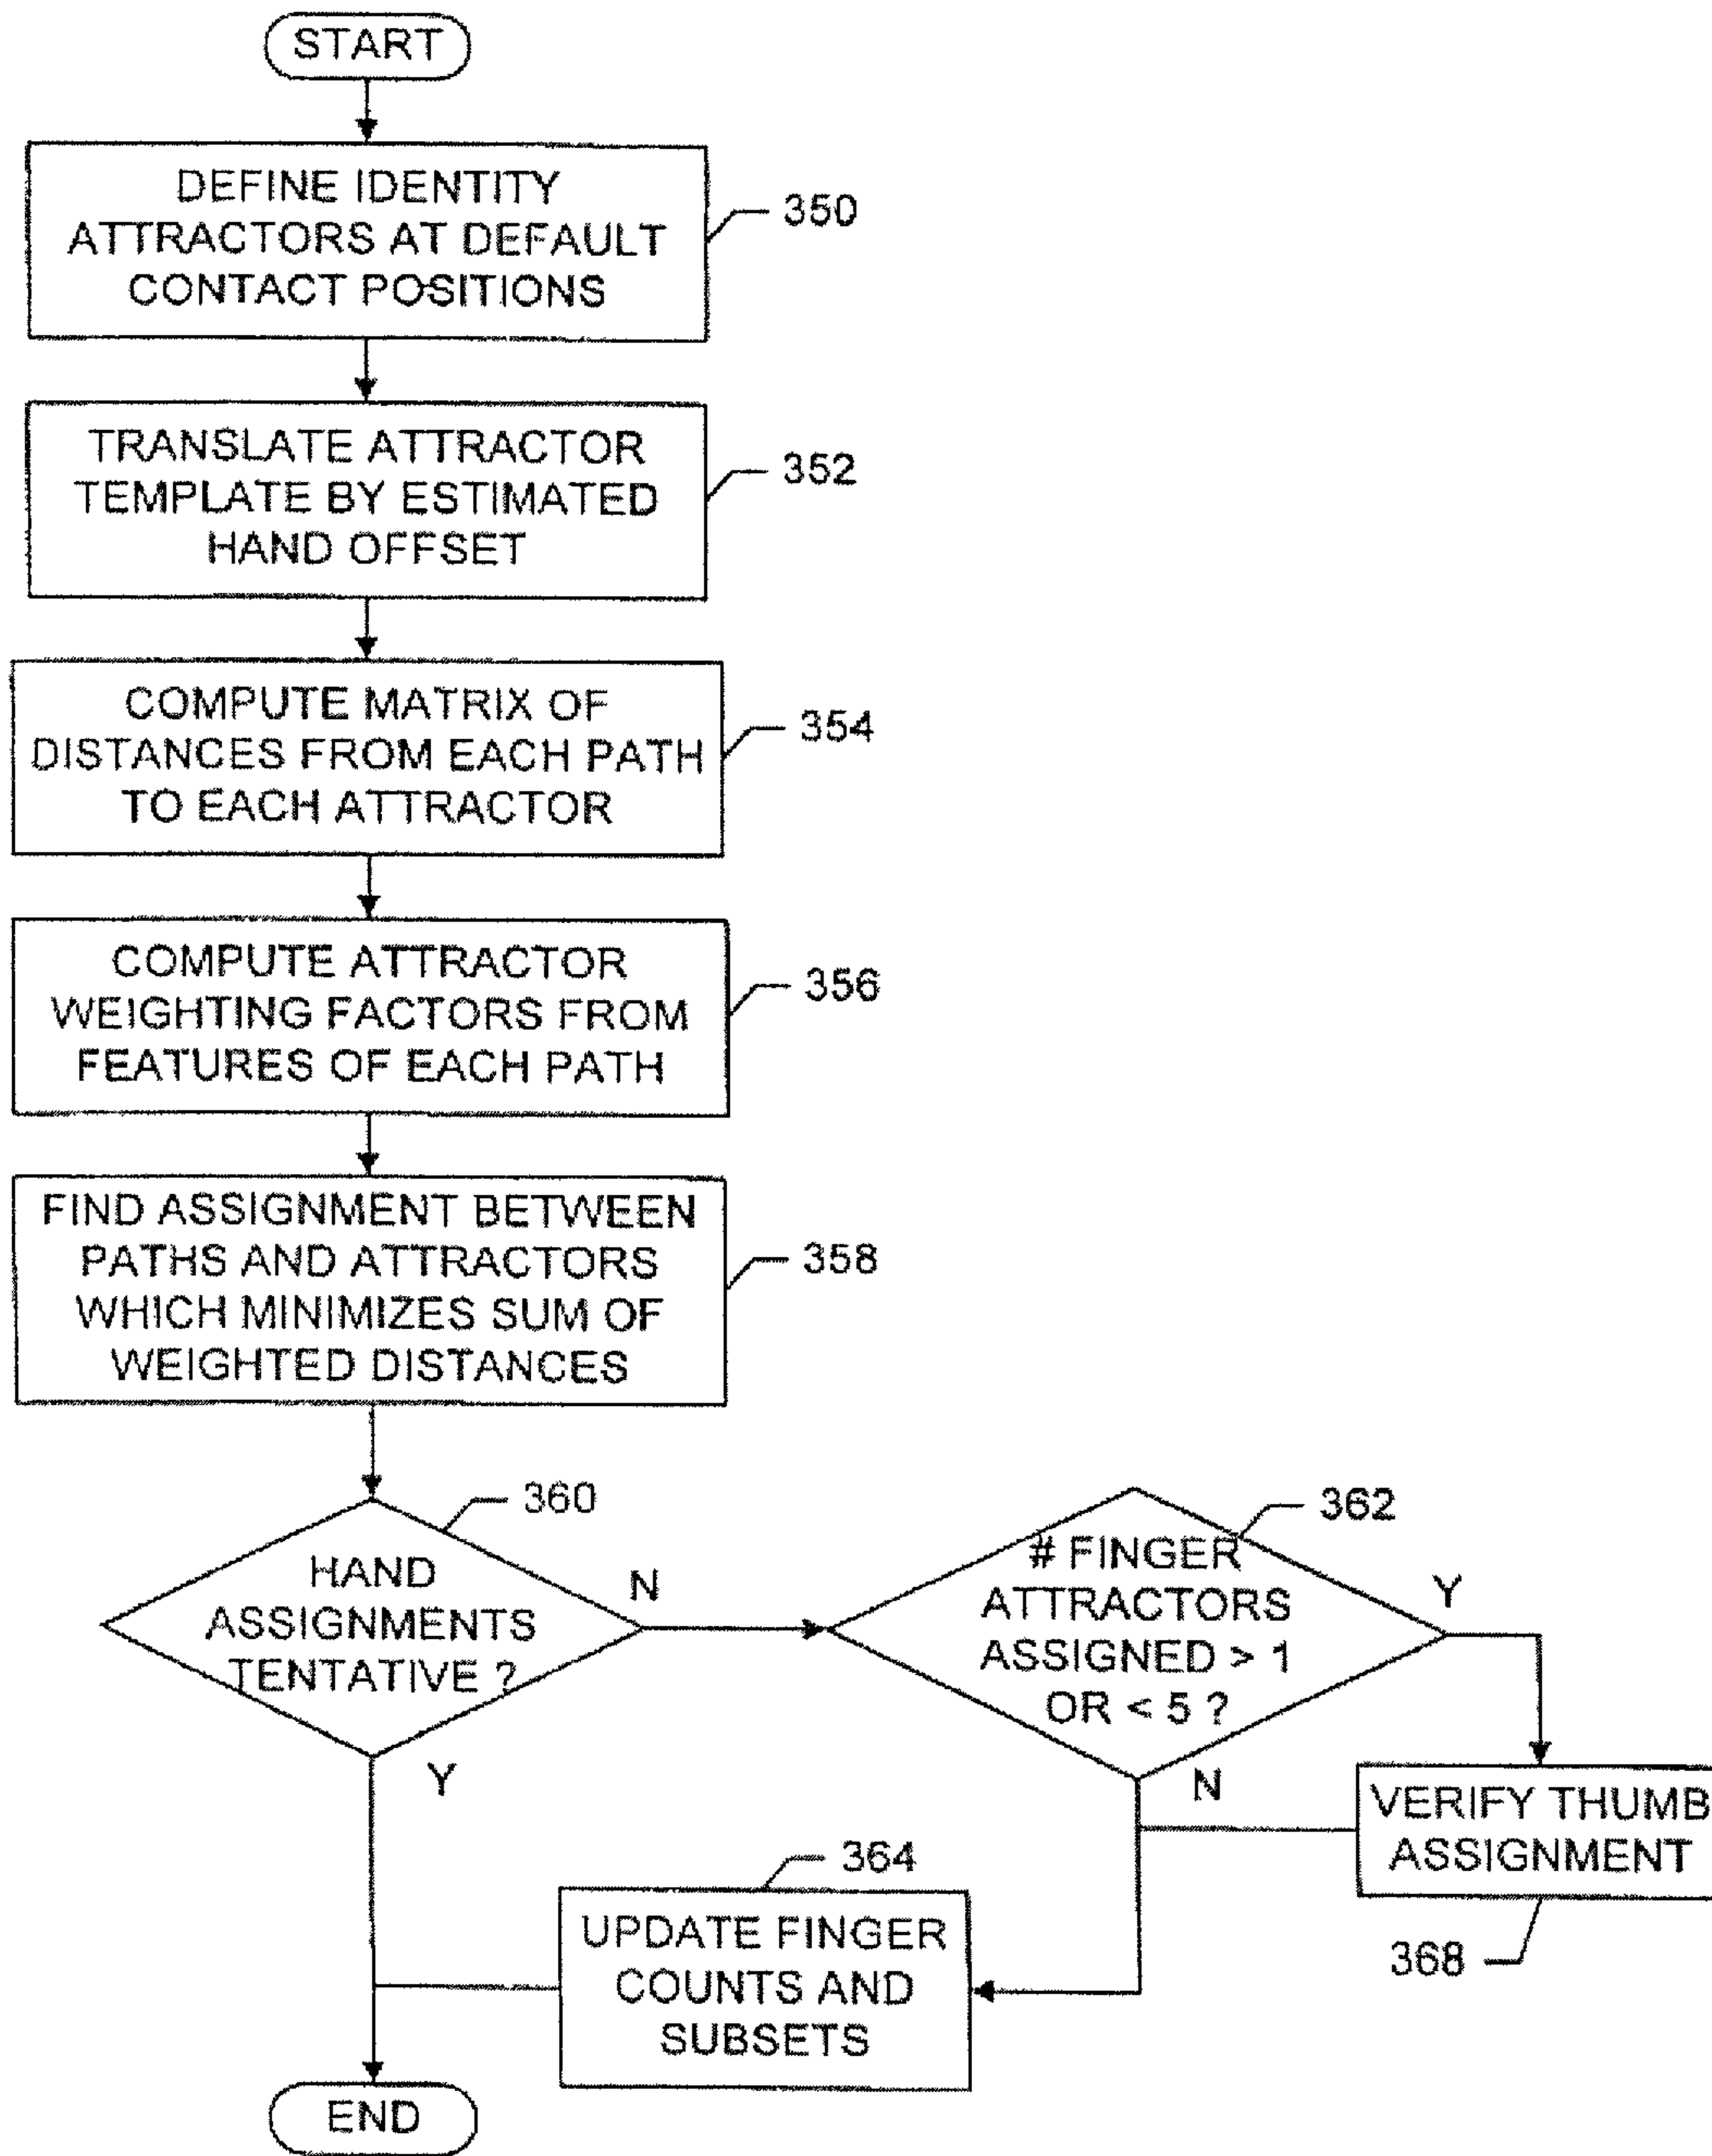 START
DEFINE IDENTITY
ATTRACTORS AT DEFAULT
CONTACT POSITIONS
350
TRANSLATE ATTRACTOR
TEMPLATE BY ESTIMATED
HAND OFFSET
352
COMPUTE MATRIX OF
DISTANCES FROM EACH PATH
TO EACH ATTRACTOR
354
COMPUTE ATTRACTOR
WEIGHTING FACTORS FROM
FEATURES OF EACH PATH
356
FIND ASSIGNMENT BETWEEN
PATHS AND ATTRACTORS
WHICH MINIMIZES SUM OF
WEIGHTED DISTANCES
358
360
HAND
ASSIGNMENTS
TENTATIVE ?
N
Y
362
# FINGER
ATTRACTORS
ASSIGNED > 1
OR < 5 ?
Y
N
VERIFY THUMB
ASSIGNMENT
368
364
UPDATE FINGER
COUNTS AND
SUBSETS
END